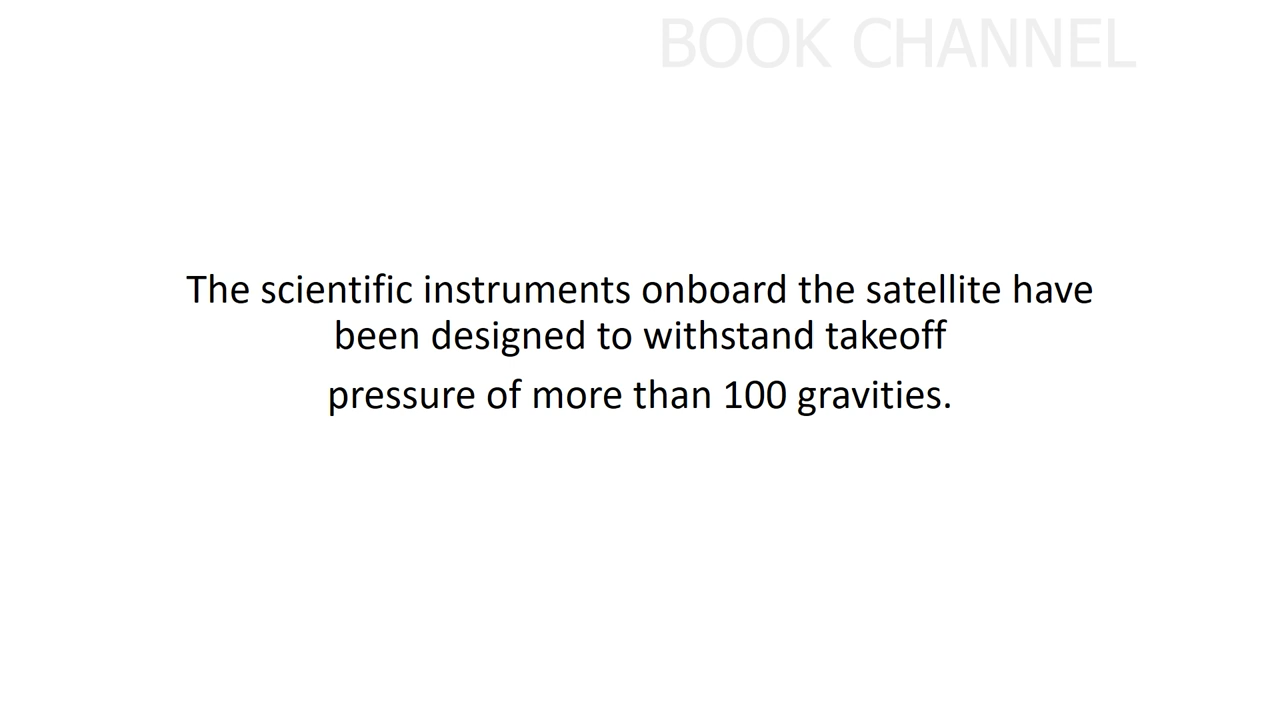 BOOK CHANNEL
The scientific instruments onboard the satellite have
been designed to withstand takeoff
pressure of more than 100 gravities.